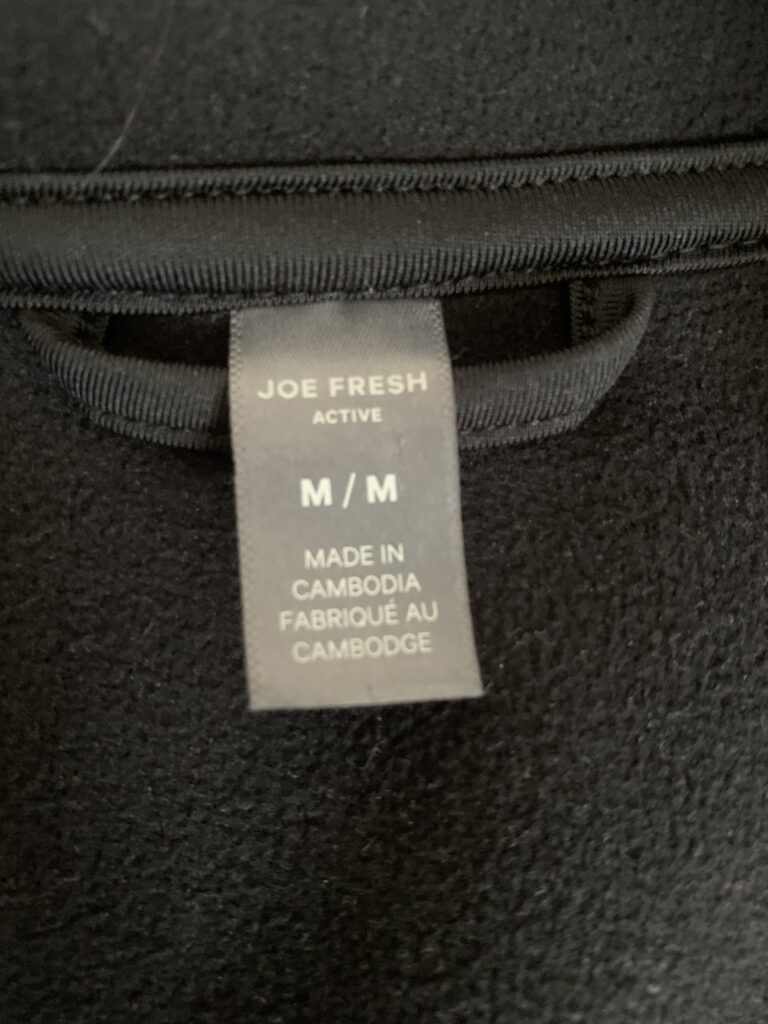 JOE FRESH
ACTIVE
M / M
MADE IN
CAMBODIA
FABRIQUÉ AU
CAMBODGE